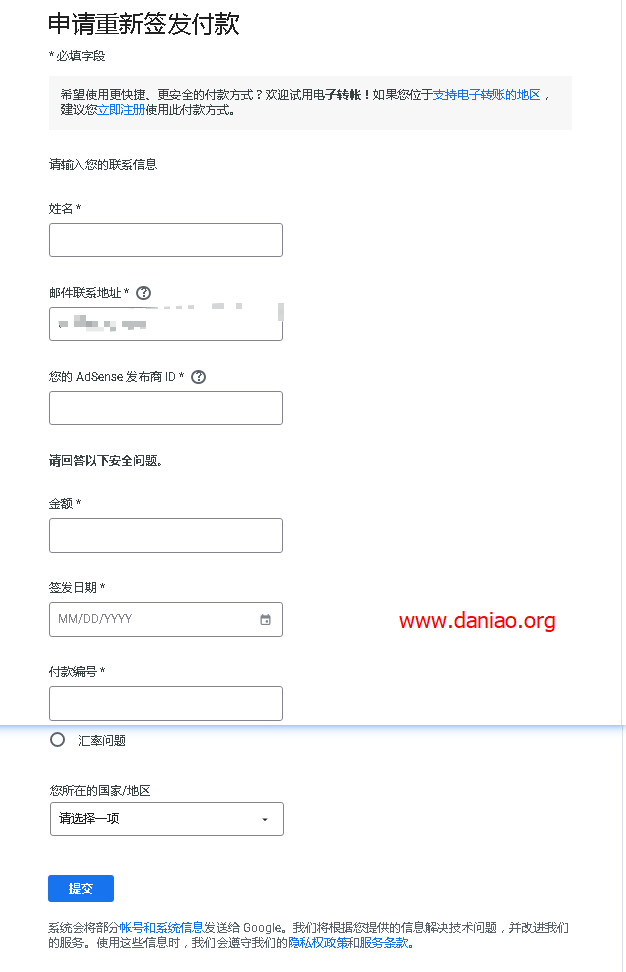 申请重新签发付款
* 必填字段
希望使用更快捷、更安全的付款方式？欢迎试用电子转帐！如果您位于支持电子转账的地区，
建议您立即注册使用此付款方式。
请输入您的联系信息
姓名 *
邮件联系地址 *
您的 AdSense 发布商 ID *
请回答以下安全问题。
金额 *
签发日期 *
MM/DD/YYYY
www.daniao.org
付款编号 *
汇率问题
您所在的国家/地区
请选择一项
提交
系统会将部分帐号和系统信息发送给 Google。我们将根据您提供的信息解决技术问题，并改进我们
的服务。使用这些信息时，我们会遵守我们的隐私权政策和服务条款。